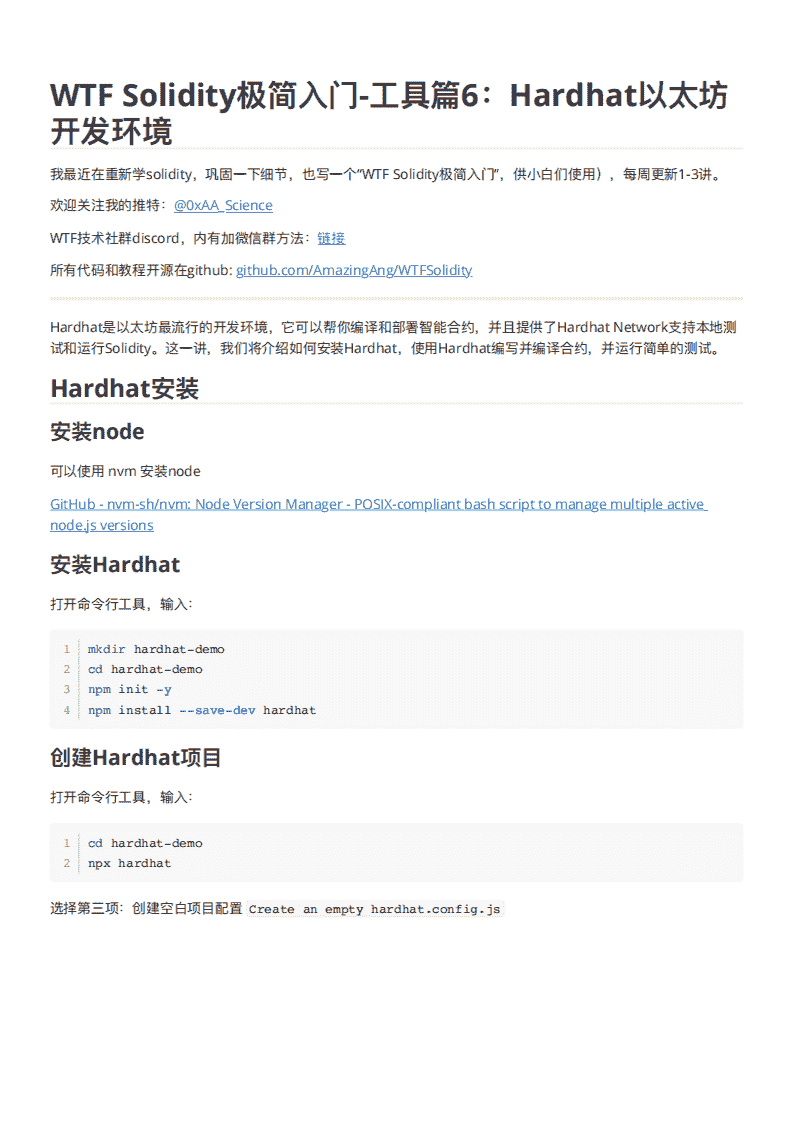 WTF Solidity极简入门-工具篇6：Hardhat以太坊
开发环境
我最近在重新学solidity，巩固一下细节，也写一个“WTF Solidity极简入门”，供小白们使用），每周更新1-3讲。
欢迎关注我的推特：@0xAA_Science
WTF技术社群discord，内有加微信群方法：链接
所有代码和教程开源在github: github.com/AmazingAng/WTFSolidity
Hardhat是以太坊最流行的开发环境，它可以帮你编译和部署智能合约，并且提供了Hardhat Network支持本地测
试和运行Solidity。这一讲，我们将介绍如何安装Hardhat，使用Hardhat编写并编译合约，并运行简单的测试。
Hardhat安装
安装node
可以使用 nvm 安装node
GitHub - nvm-sh/nvm: Node Version Manager - POSIX-compliant bash script to manage multiple active
node.js versions
安装Hardhat
打开命令行工具，输入：
1 mkdir hardhat-demo
2 cd hardhat-demo
3 npm init -y
4 npm install --save-dev hardhat
创建Hardhat项目
打开命令行工具，输入：
1 cd hardhat-demo
2 npx hardhat
选择第三项：创建空白项目配置 Create an empty hardhat.config.js